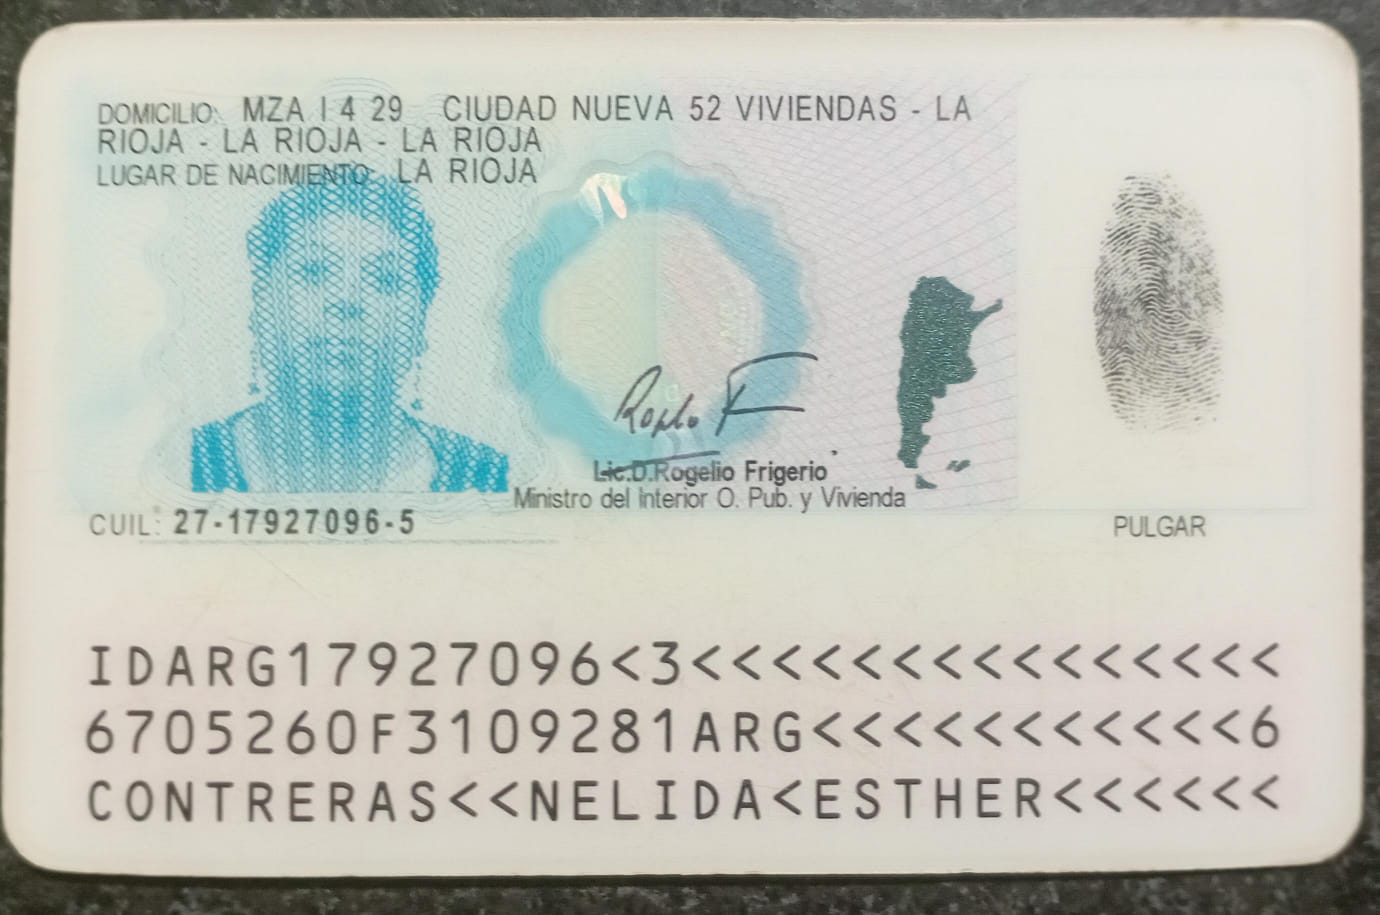 DOMICILIO: MZA I 4 29 CIUDAD NUEVA 52 VIVIENDAS - LA
RIOJA - LA RIOJA - LA RIOJA
LUGAR DE NACIMIENTO: LA RIOJA
Lic.D.Rogelio Frigerio
Ministro del Interior O. Pub. y Vivienda
CUIL: 27-17927096-5
PULGAR
IDARG17927096<3<<<<<<<<<<<<<<<
6705260F3109281ARG<<<<<<<<<<<6
CONTRERAS<<NELIDA<ESTHER<<<<<<